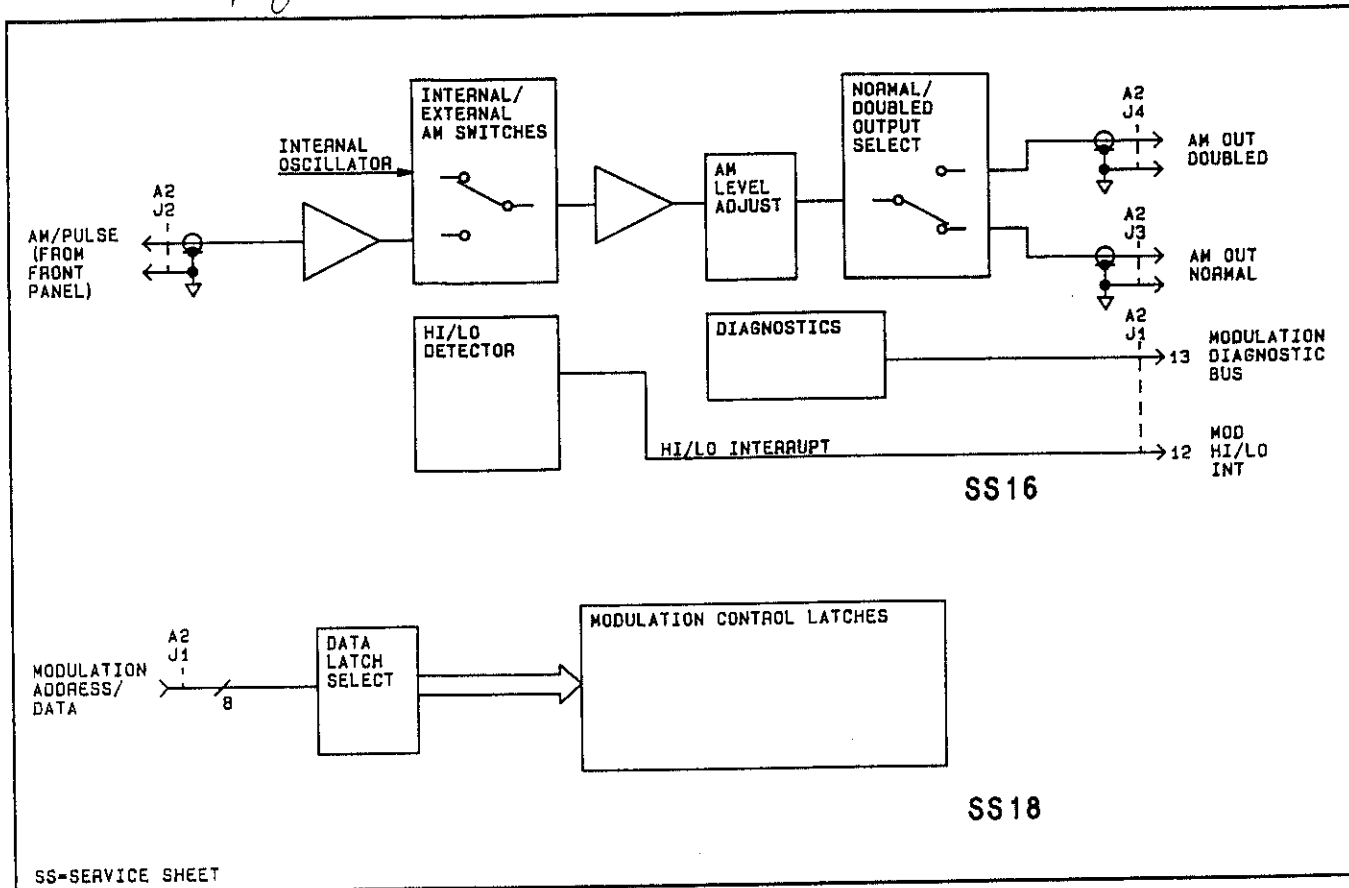 INTERNAL/
EXTERNAL
AM SWITCHES
NORMAL/
DOUBLED
OUTPUT
SELECT
A2
J4
AM OUT
DOUBLED
INTERNAL
OSCILLATOR
AM
LEVEL
ADJUST
A2
J2
AM/PULSE
(FROM
FRONT
PANEL)
A2
J3
AM OUT
NORMAL
HI/LO
DETECTOR
DIAGNOSTICS
A2
J1
13
MODULATION
DIAGNOSTIC
BUS
HI/LO INTERRUPT
12
MOD
HI/LO
INT
SS16
A2
J1
MODULATION
ADDRESS/
DATA
8
DATA
LATCH
SELECT
MODULATION CONTROL LATCHES
SS18
SS=SERVICE SHEET